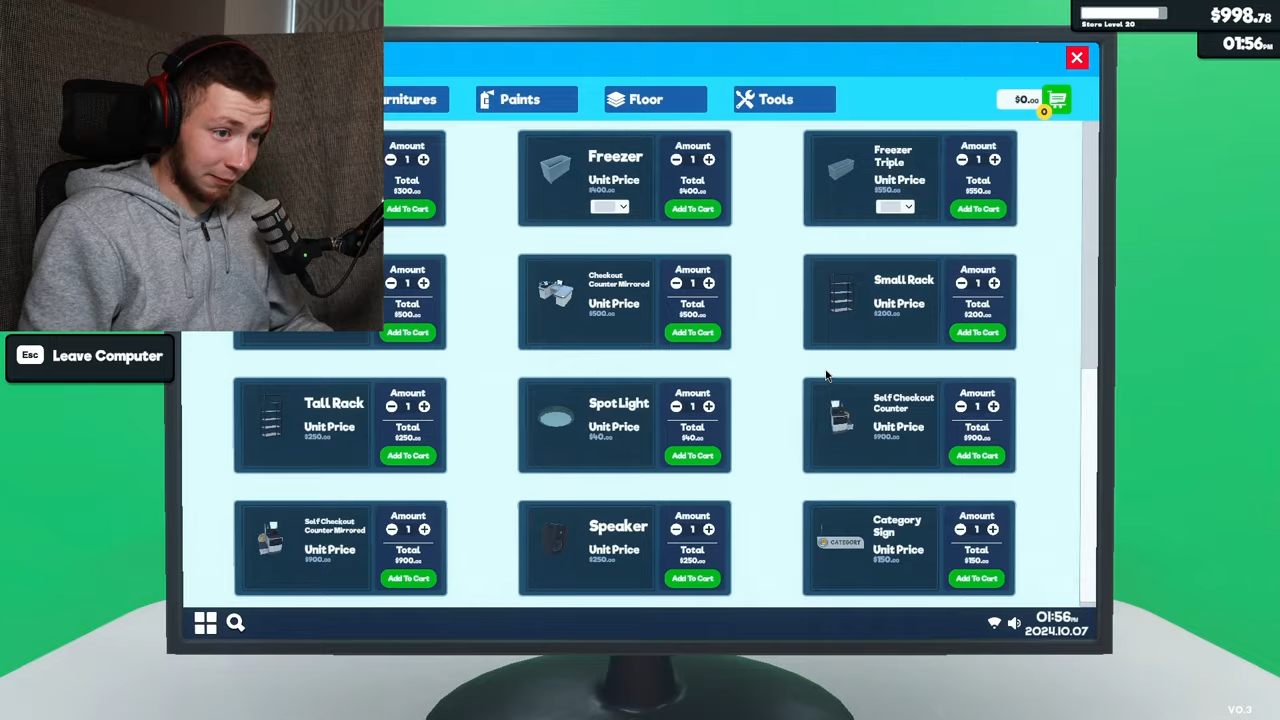 $998.78
Store Level 20
01:56PM
urnitures
Paints
Floor
Tools
$0.00
0
Amount
1
Total
$300.00
Add To Cart
Freezer
Unit Price
$400.00
Amount
1
Total
$400.00
Add To Cart
Freezer
Triple
Unit Price
$550.00
Amount
1
Total
$550.00
Add To Cart
Amount
1
Total
$500.00
Add To Cart
Checkout
Counter Mirrored
Unit Price
$500.00
Amount
1
Total
$500.00
Add To Cart
Small Rack
Unit Price
$200.00
Amount
1
Total
$200.00
Add To Cart
Esc
Leave Computer
Tall Rack
Unit Price
$250.00
Amount
1
Total
$250.00
Add To Cart
Spot Light
Unit Price
$40.00
Amount
1
Total
$40.00
Add To Cart
Self Checkout
Counter
Unit Price
$900.00
Amount
1
Total
$900.00
Add To Cart
Self Checkout
Counter Mirrored
Unit Price
$900.00
Amount
1
Total
$900.00
Add To Cart
Speaker
Unit Price
$250.00
Amount
1
Total
$250.00
Add To Cart
CATEGORY
Category
Sign
Unit Price
$150.00
Amount
1
Total
$150.00
Add To Cart
01:56PM
2024.10.07
V0.3